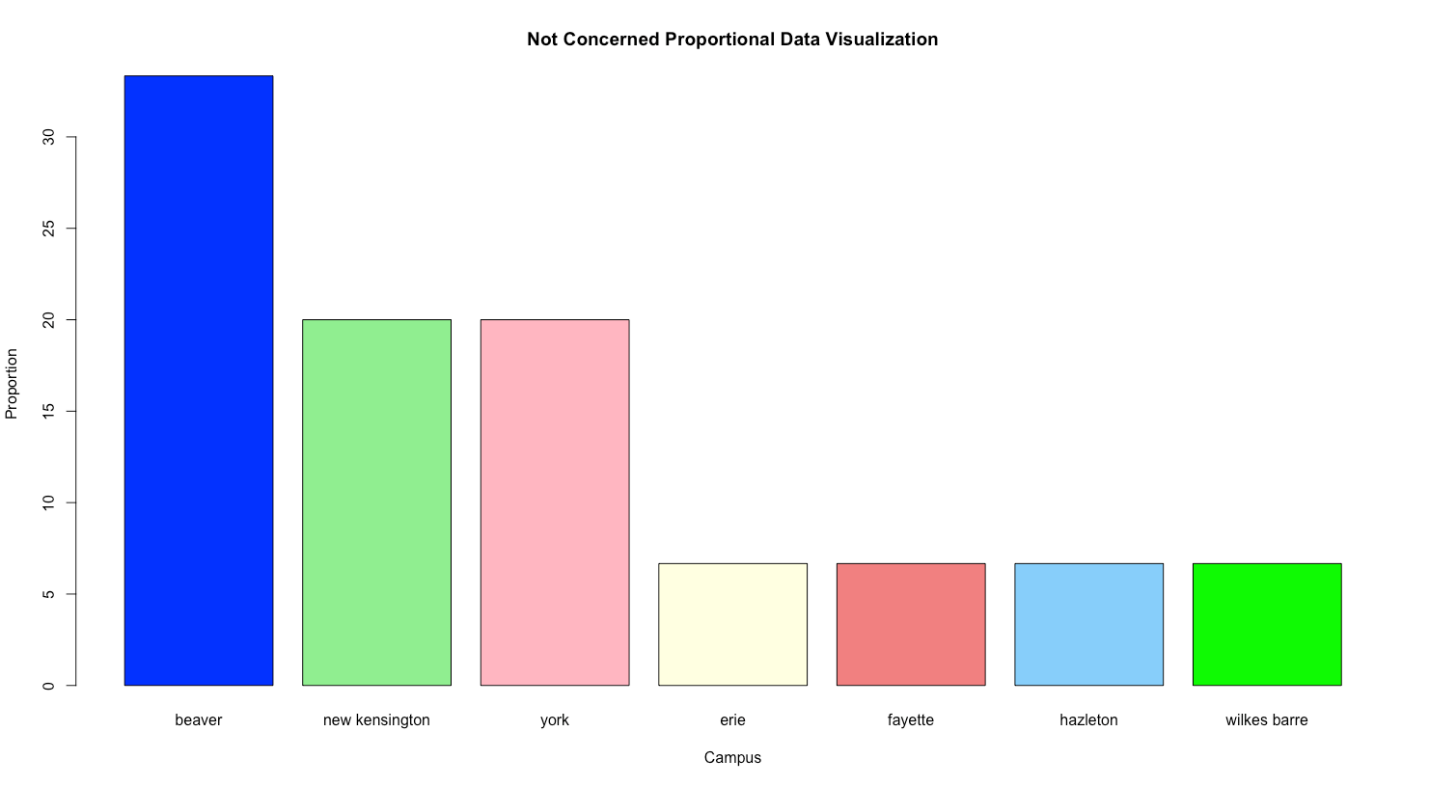 Not Concerned Proportional Data Visualization
Proportion
30
25
20
15
10
5
0
beaver new kensington york erie fayette hazleton wilkes barre
Campus